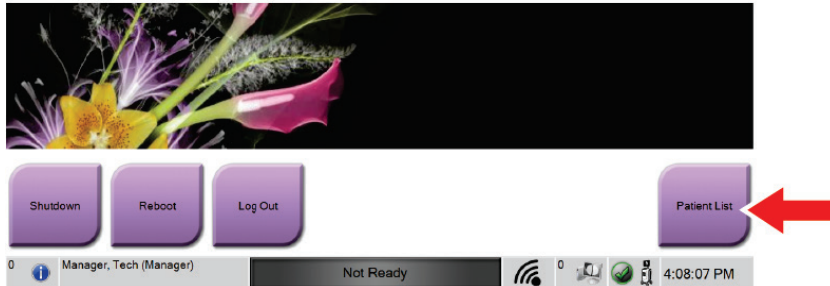 Shutdown
Reboot
Log Out
Patient List
0
Manager, Tech (Manager)
Not Ready
0
4:08:07 PM